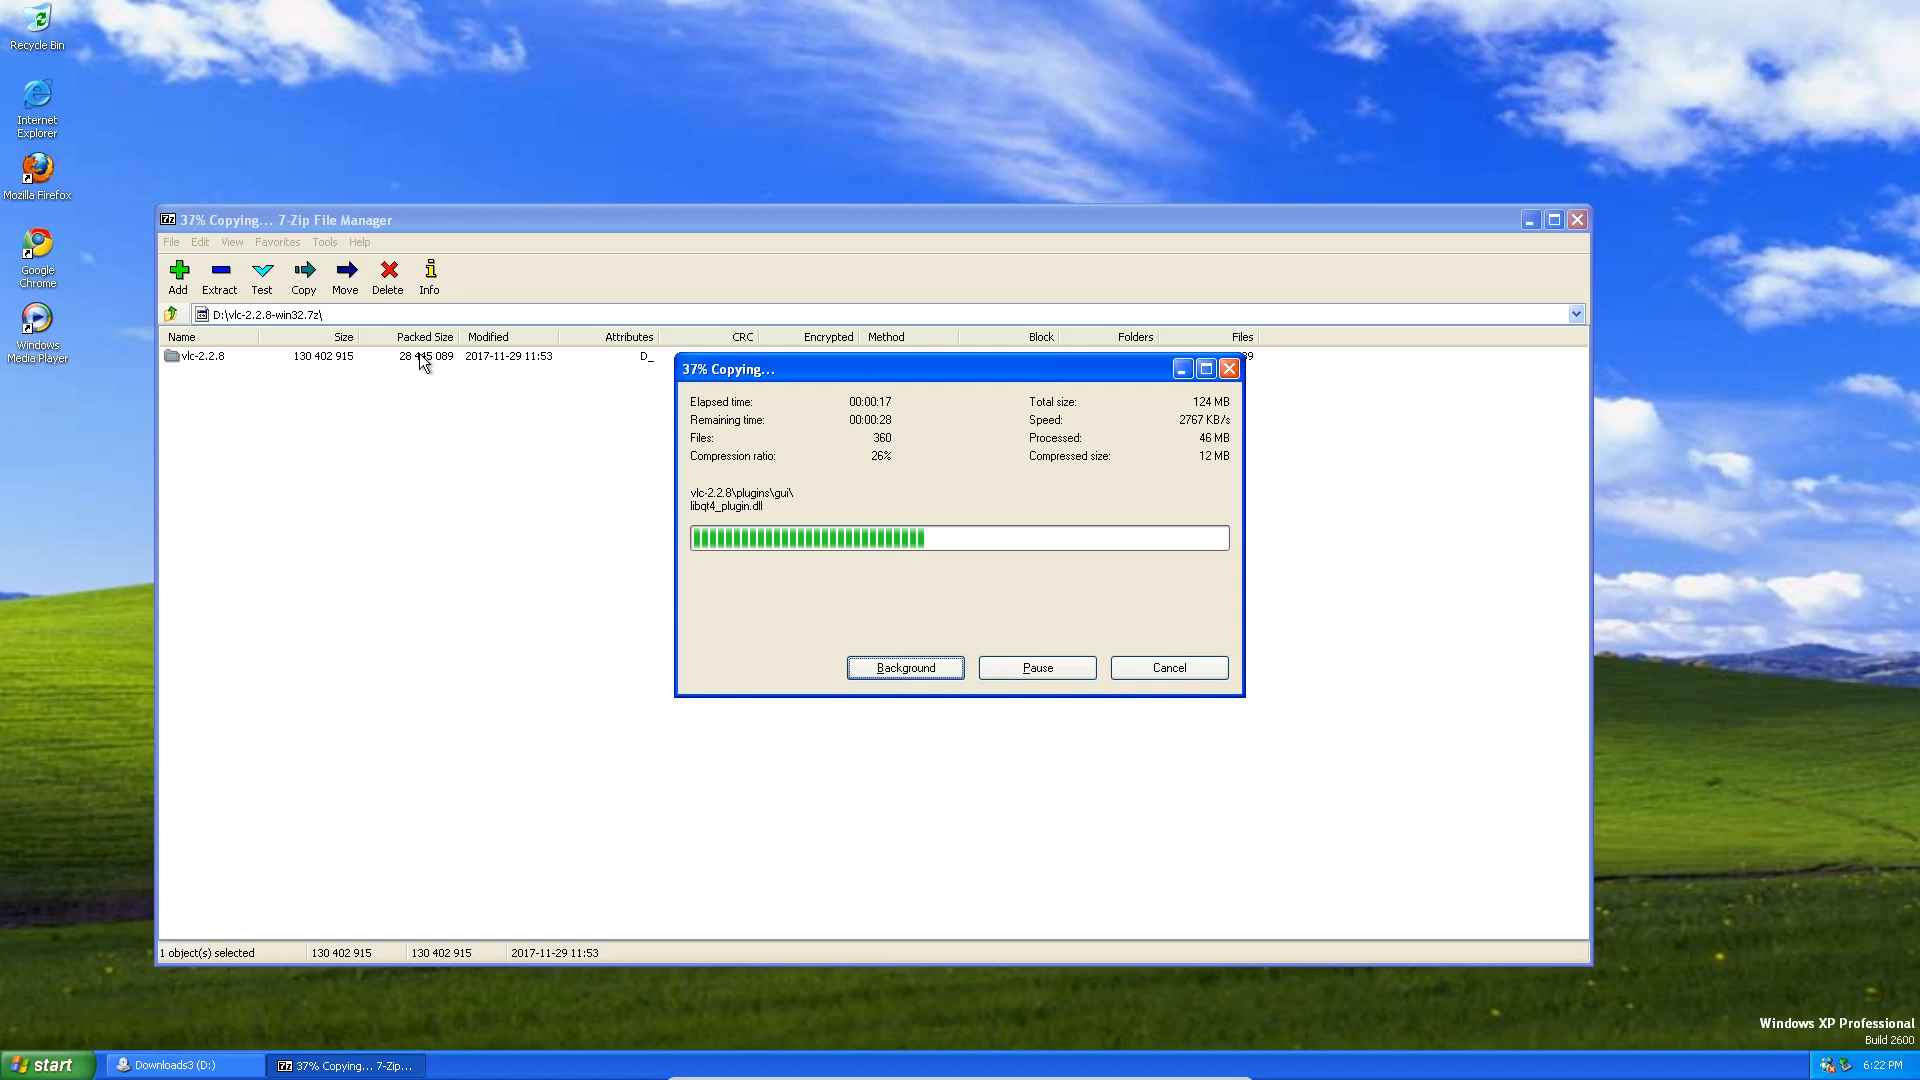 Recycle Bin
Internet
Explorer
Mozilla Firefox
Google
Chrome
Windows
Media Player
37% Copying... 7-Zip File Manager
File Edit View Favorites Tools Help
Add Extract Test Copy Move Delete Info
D:\vlc-2.2.8-win32.7z\
Name Size Packed Size Modified Attributes CRC Encrypted Method Block Folders Files
vlc-2.2.8 130 402 915 28 445 089 2017-11-29 11:53 D_
37% Copying...
Elapsed time: 00:00:17 Total size: 124 MB
Remaining time: 00:00:28 Speed: 2767 KB/s
Files: 360 Processed: 46 MB
Compression ratio: 26% Compressed size: 12 MB
vlc-2.2.8\plugins\gui\
libqt4_plugin.dll
Background Pause Cancel
1 object(s) selected 130 402 915 130 402 915 2017-11-29 11:53
Windows XP Professional
Build 2600
start Downloads3 (D:) 37% Copying... 7-Zip... 6:22 PM